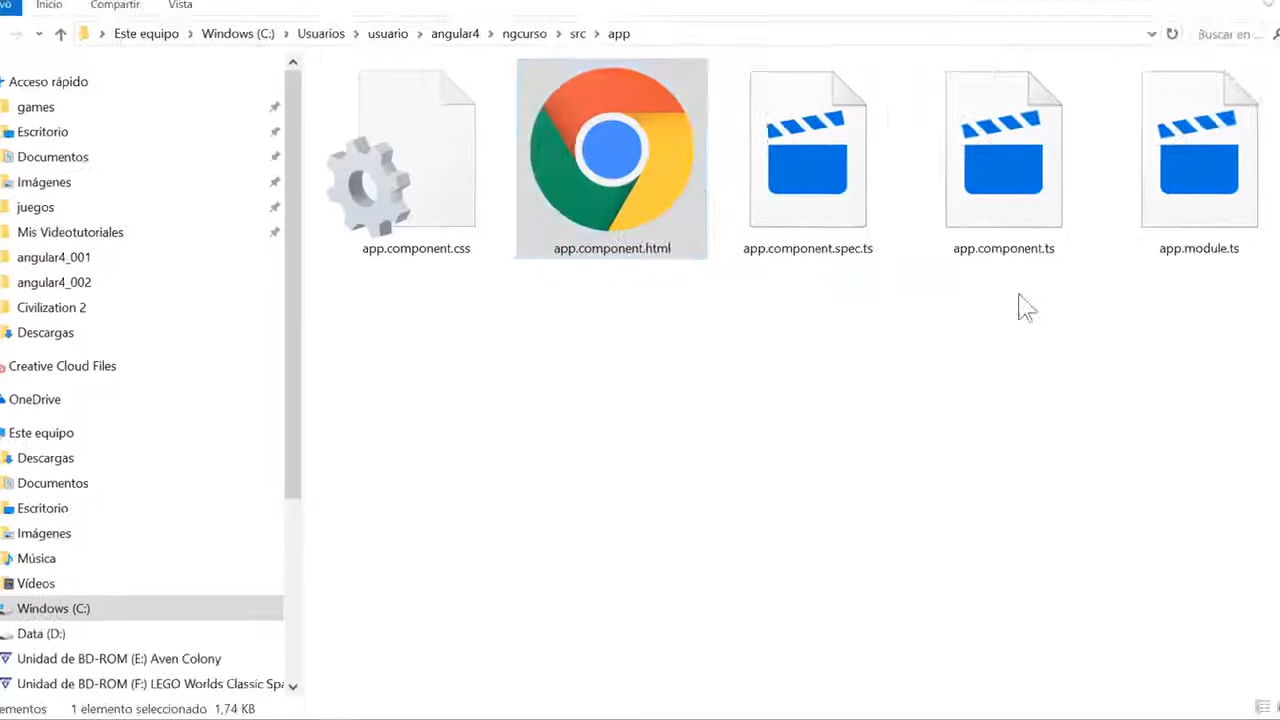 Inicio Compartir Vista
Este equipo Windows (C:) Usuarios usuario angular4 ngcurso src app
Buscar en
Acceso rápido
games
Escritorio
Documentos
Imágenes
juegos
Mis Videotutoriales
angular4_001
angular4_002
Civilization 2
Descargas
Creative Cloud Files
OneDrive
Este equipo
Descargas
Documentos
Escritorio
Imágenes
Música
Vídeos
Windows (C:)
Data (D:)
Unidad de BD-ROM (E:) Aven Colony
Unidad de BD-ROM (F:) LEGO Worlds Classic Spa
app.component.css
app.component.html
app.component.spec.ts
app.component.ts
app.module.ts
ementos 1 elemento seleccionado 1,74 KB